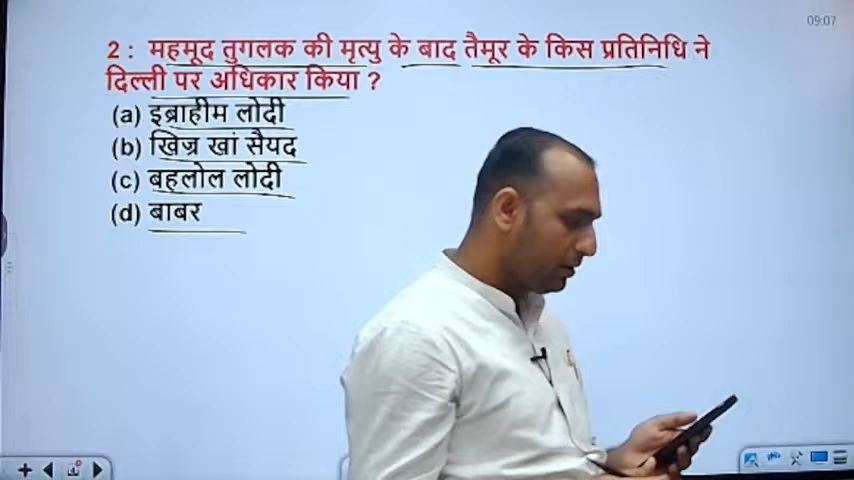 09:07
2 : महमूद तुगलक की मृत्यु के बाद तैमूर के किस प्रतिनिधि ने
दिल्ली पर अधिकार किया ?
(a) इब्राहीम लोदी
(b) खिज्र खां सैयद
(c) बहलोल लोदी
(d) बाबर